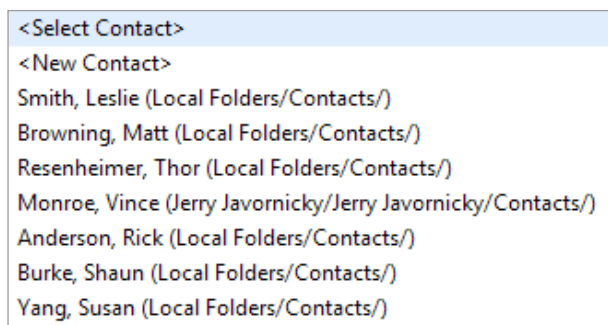 <Select Contact>
<New Contact>
Smith, Leslie (Local Folders/Contacts/)
Browning, Matt (Local Folders/Contacts/)
Resenheimer, Thor (Local Folders/Contacts/)
Monroe, Vince (Jerry Javornicky/Jerry Javornicky/Contacts/)
Anderson, Rick (Local Folders/Contacts/)
Burke, Shaun (Local Folders/Contacts/)
Yang, Susan (Local Folders/Contacts/)